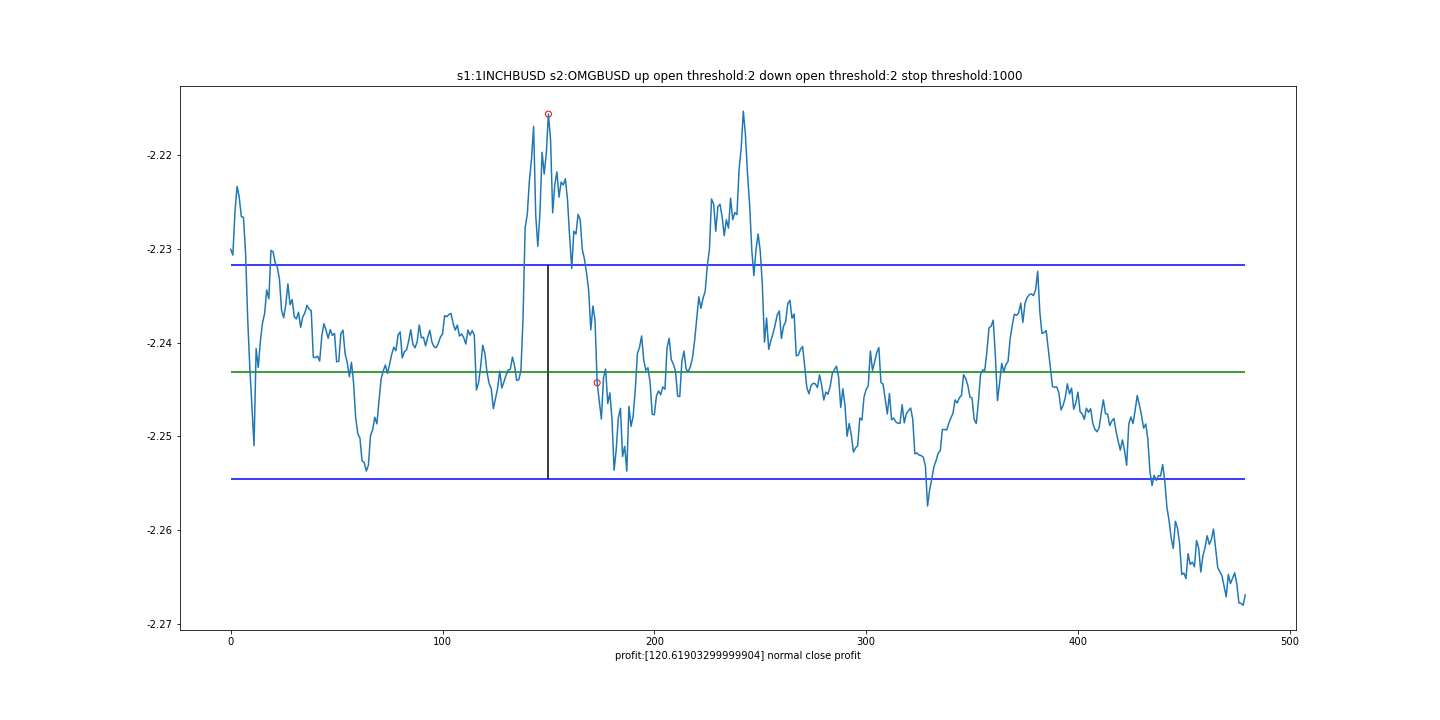 s1:1INCHBUSD s2:OMGBUSD up open threshold:2 down open threshold:2 stop threshold:1000
-2.22
-2.23
-2.24
-2.25
-2.26
-2.27
0 100 200 300 400 500
profit:[120.61903299999904] normal close profit